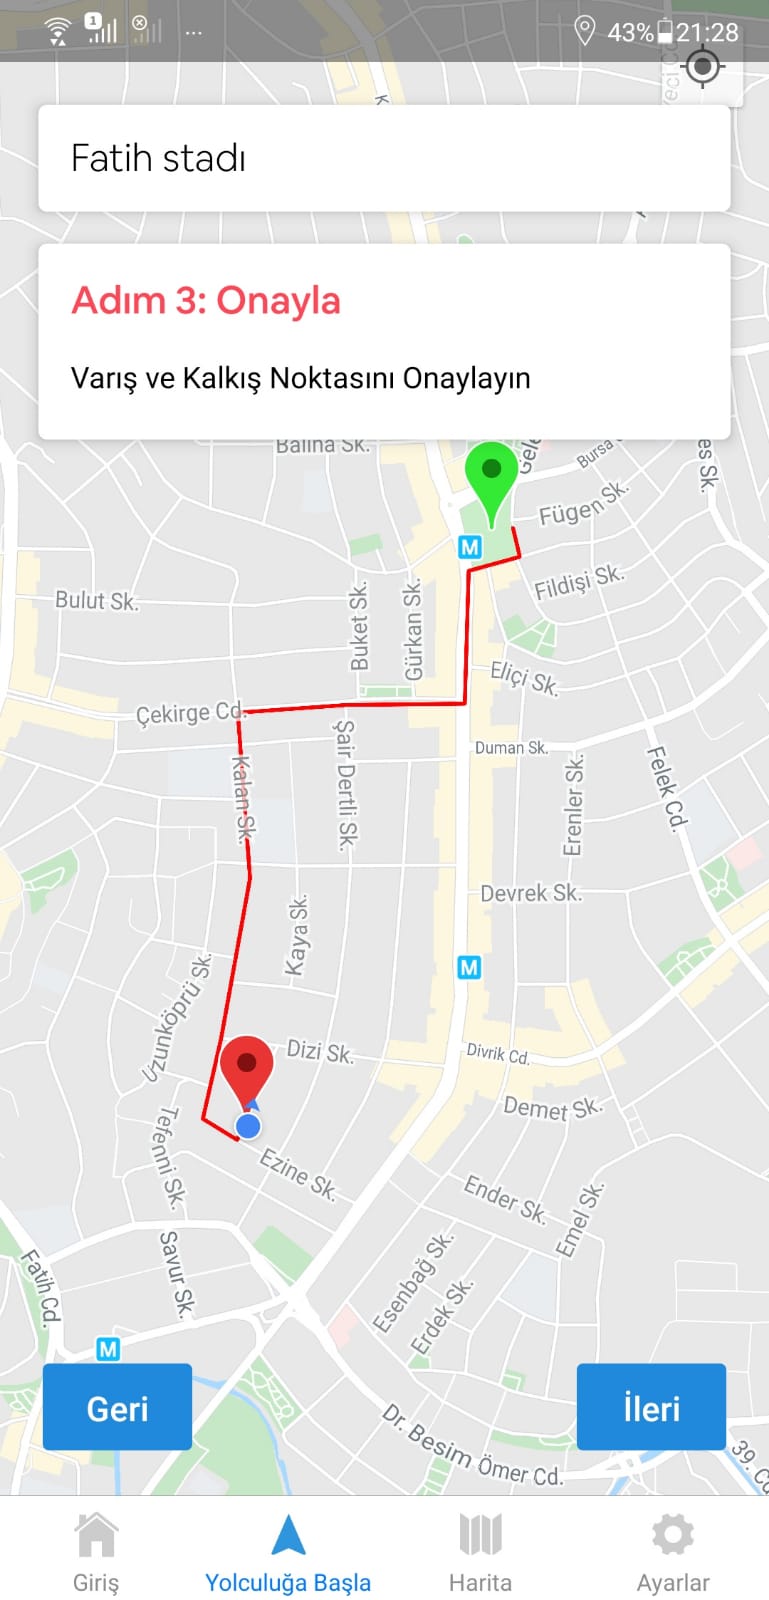 1
...
43%
21:28
Fatih stadı
Adım 3: Onayla
Varış ve Kalkış Noktasını Onaylayın
Balina Sk.
Bursa
Fügen Sk.
M
Fildişi Sk.
Bulut Sk.
Buket Sk.
Gürkan Sk.
Eliçi Sk.
Çekirge Cd.
Şair Dertli Sk.
Duman Sk.
Kalan Sk.
Erenler Sk.
Felek Cd.
Devrek Sk.
Kaya Sk.
M
Uzunköprü Sk.
Dizi Sk.
Divrik Cd.
Demet Sk.
Tefenni Sk.
Ezine Sk.
Ender Sk.
Emel Sk.
Savur Sk.
Esenbağ Sk.
Erdek Sk.
Fatih Cd.
M
Geri
İleri
Dr. Besim Ömer Cd.
39. Cd
Giriş
Yolculuğa Başla
Harita
Ayarlar